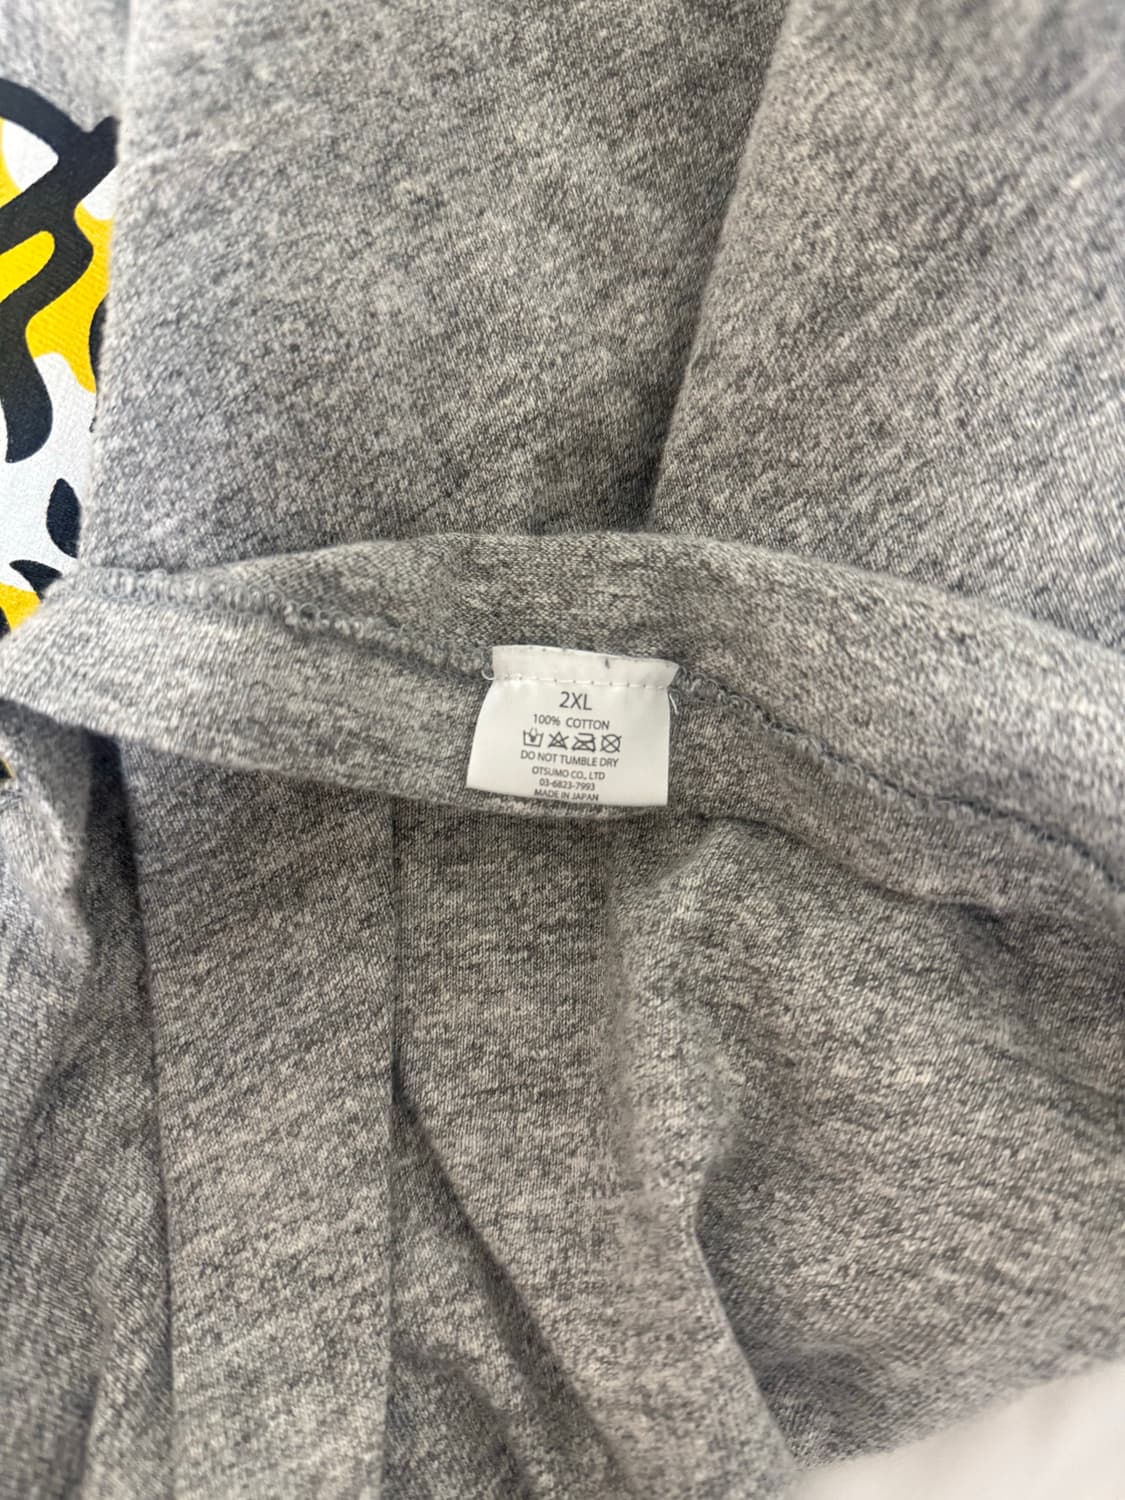 2XL
100% COTTON
DO NOT TUMBLE DRY
OTSUMO CO., LTD
03-6823-7993
MADE IN JAPAN